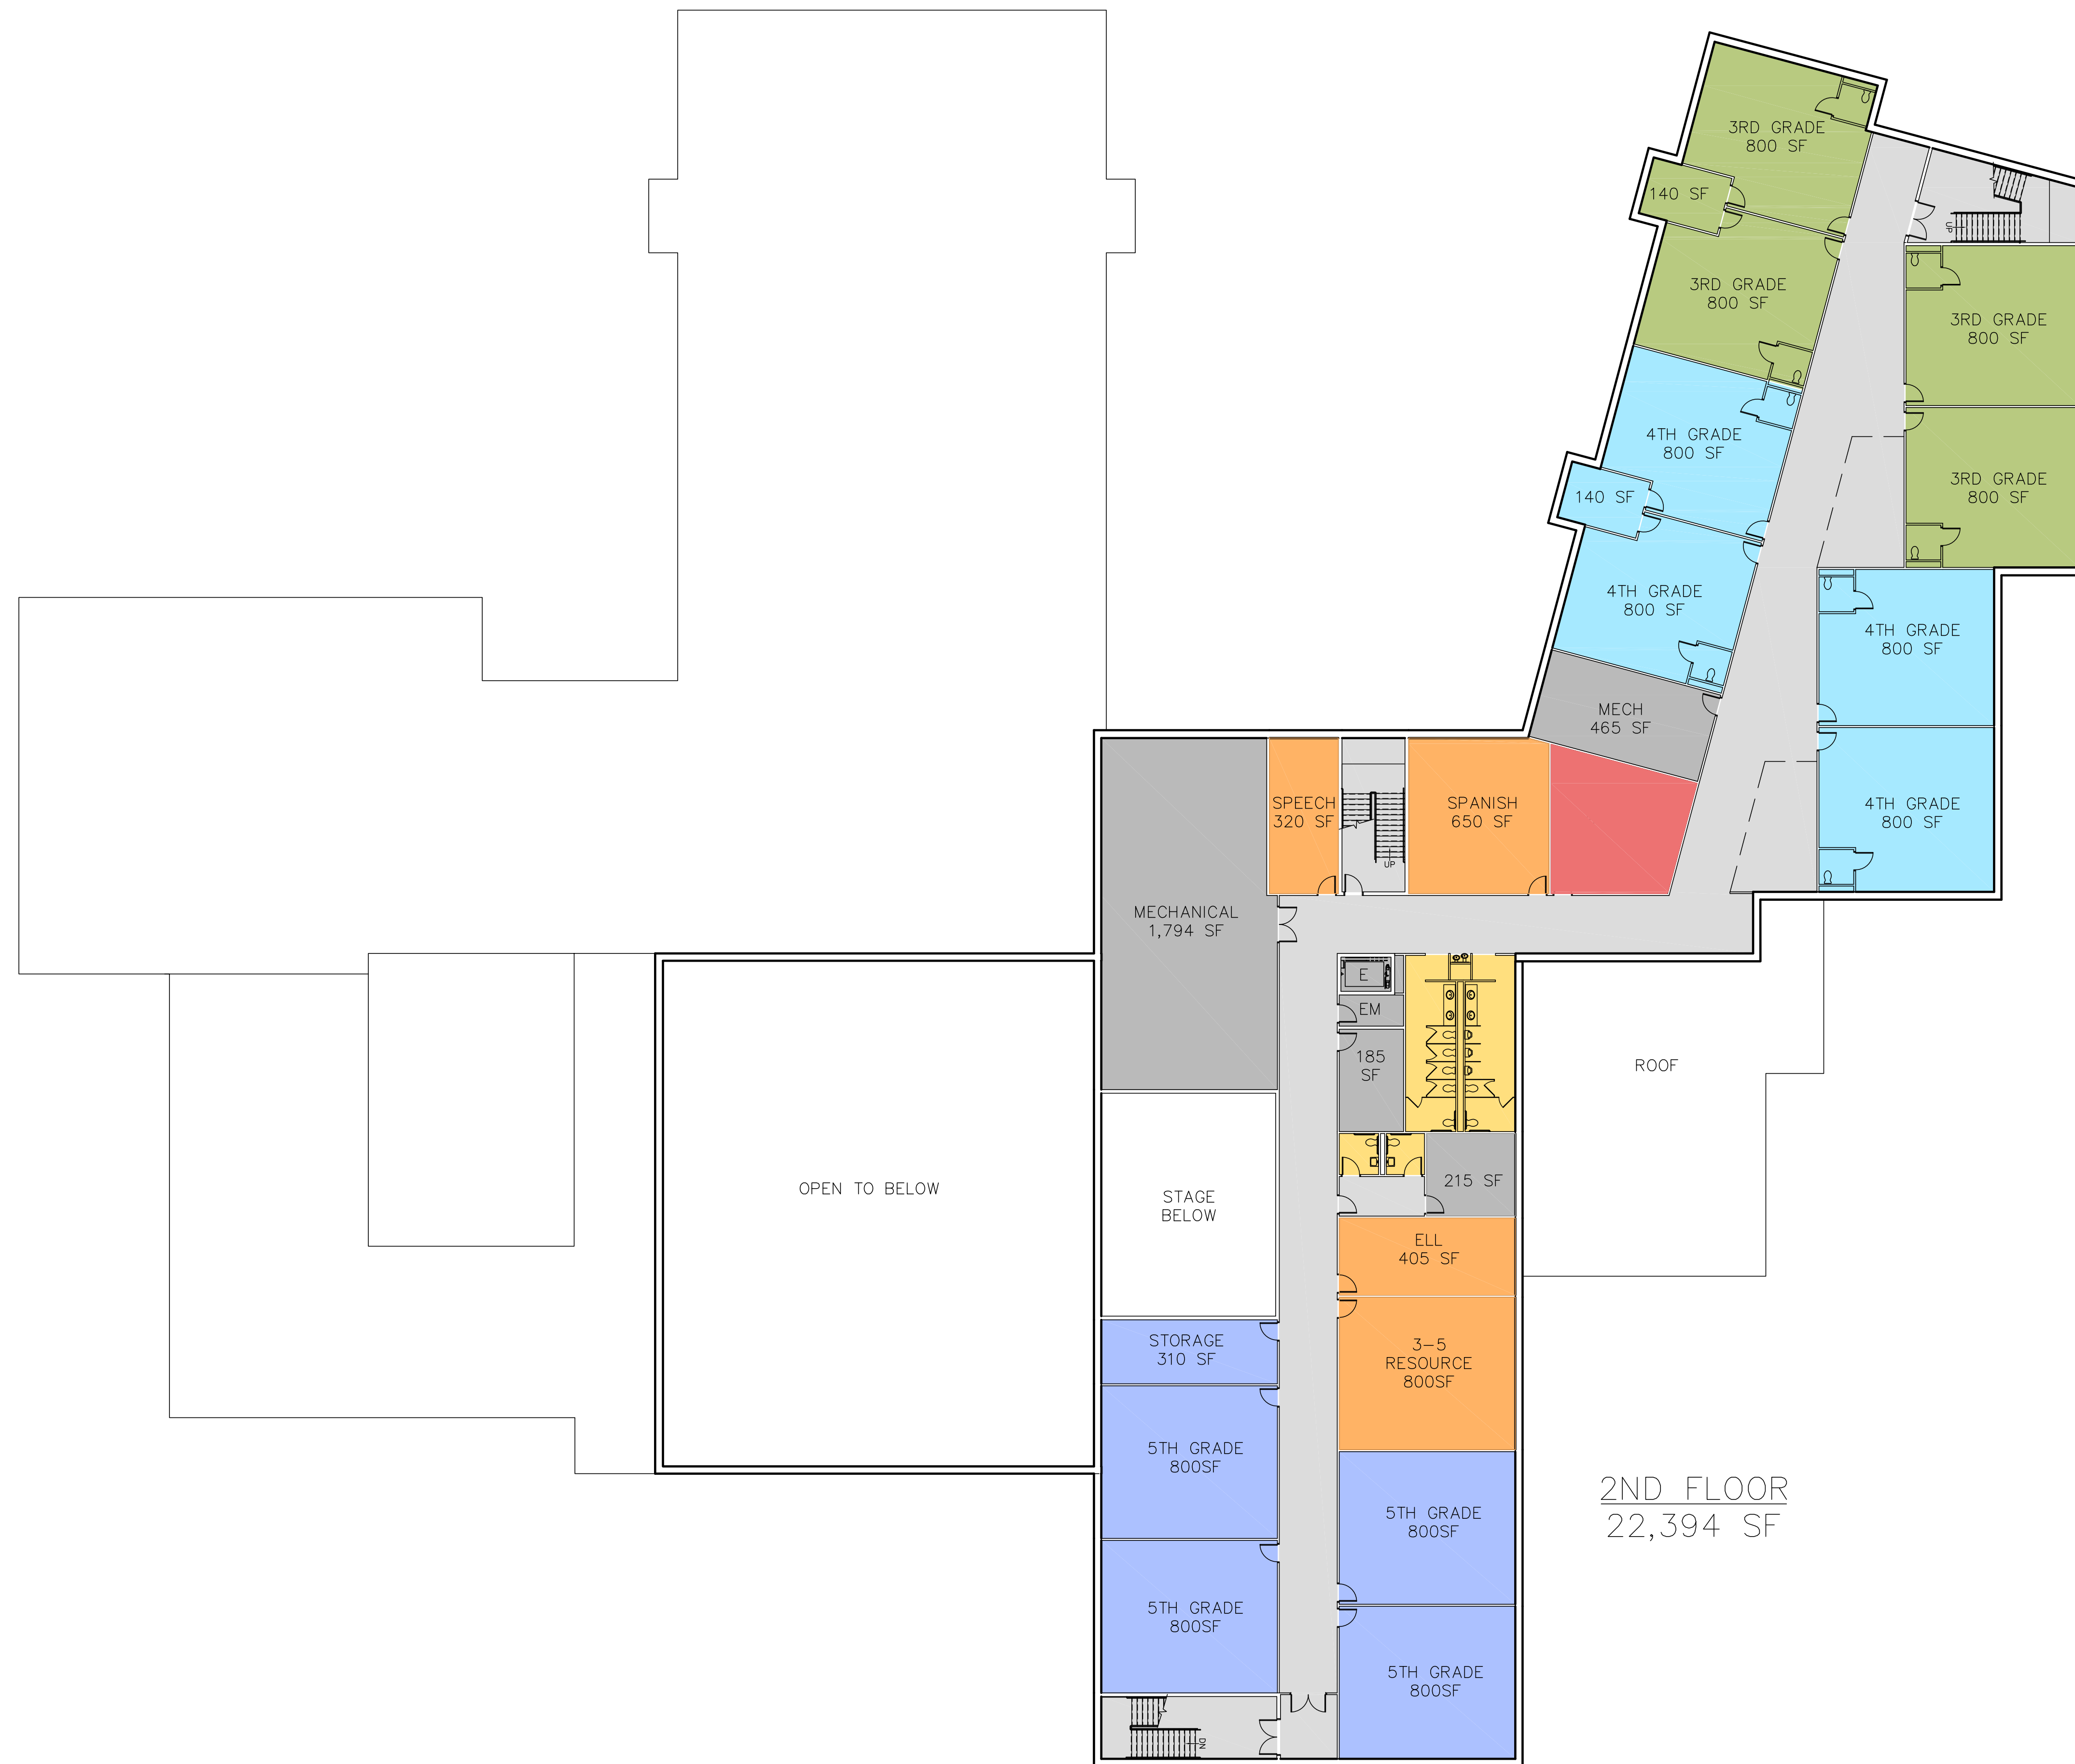 3RD GRADE
800 SF
140 SF
UP
3RD GRADE
800 SF
3RD GRADE
800 SF
4TH GRADE
800 SF
3RD GRADE
800 SF
140 SF
4TH GRADE
800 SF
4TH GRADE
800 SF
MECH
465 SF
SPEECH
320 SF
SPANISH
650 SF
4TH GRADE
800 SF
UP
MECHANICAL
1,794 SF
E
EM
185
SF
ROOF
OPEN TO BELOW
STAGE
BELOW
215 SF
ELL
405 SF
STORAGE
310 SF
3-5
RESOURCE
800SF
5TH GRADE
800SF
5TH GRADE
800SF
2ND FLOOR
22,394 SF
5TH GRADE
800SF
5TH GRADE
800SF
DN